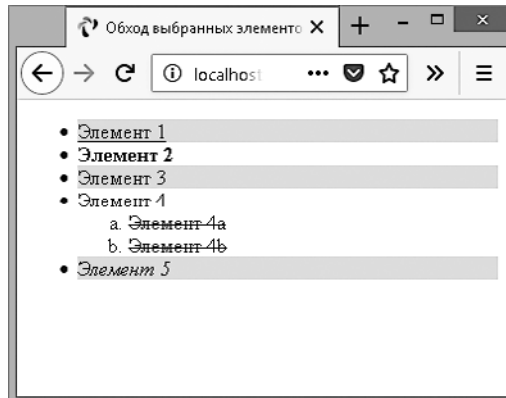 Обход выбранных элементо
localhost
• Элемент 1
• Элемент 2
• Элемент 3
• Элемент 4
a. Элемент 4a
b. Элемент 4b
• Элемент 5